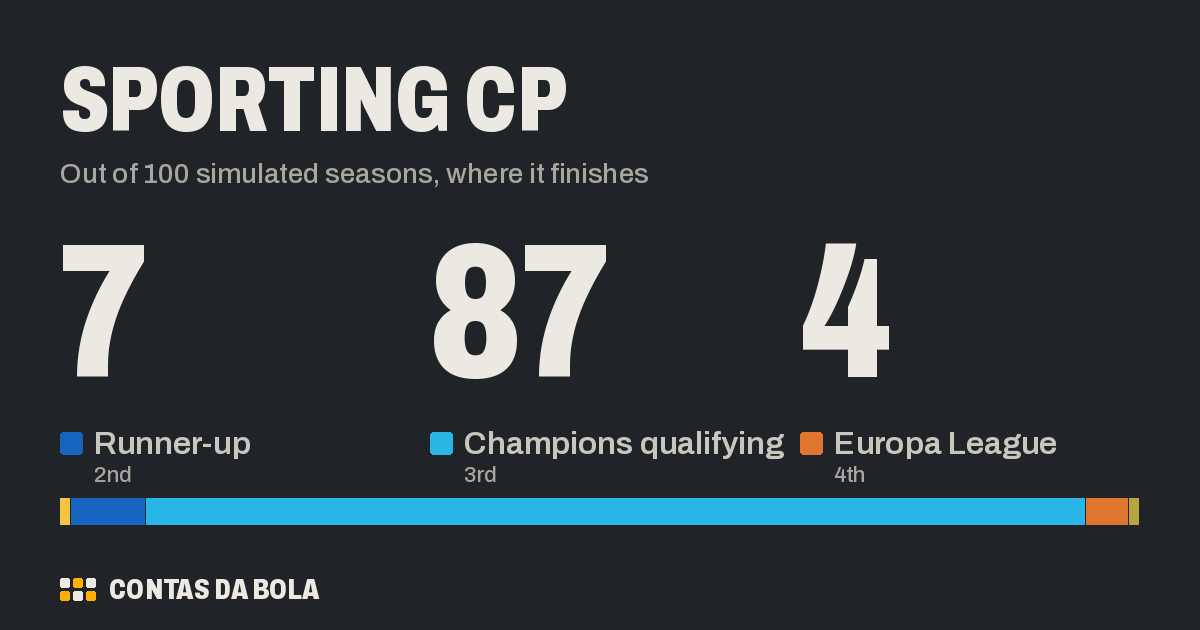 SPORTING CP
Out of 100 simulated seasons, where it finishes
7 87 4
Runner-up Champions qualifying Europa League
2nd 3rd 4th
CONTAS DA BOLA